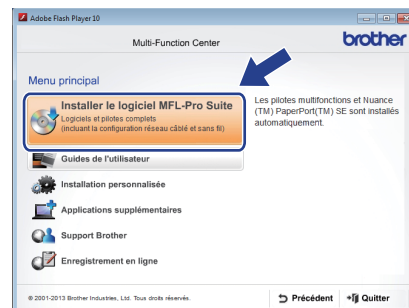 Adobe Flash Player 10
Multi-Function Center
brother
Menu principal
Installer le logiciel MFL-Pro Suite
Logiciels et pilotes complets
(incluant la configuration réseau câblé et sans fil)
Les pilotes multifonctions et Nuance
(TM) PaperPort(TM) SE sont installés
automatiquement.
Guides de l'utilisateur
Installation personnalisée
Applications supplémentaires
Support Brother
Enregistrement en ligne
© 2001-2013 Brother Industries, Ltd. Tous droits réservés.
Précédent
Quitter